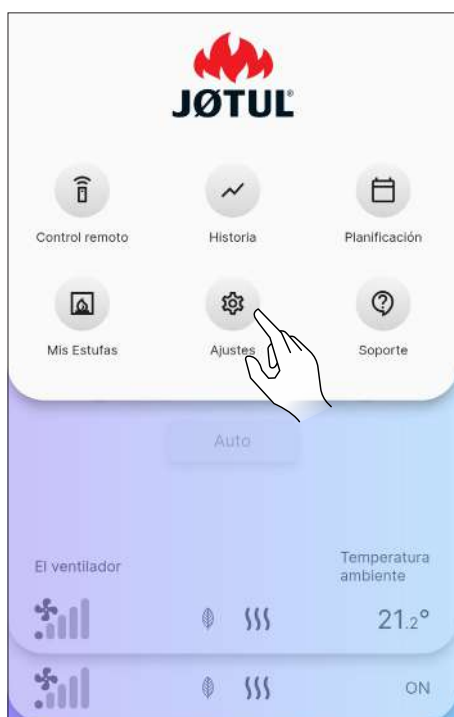 JØTUL®
Control remoto
Historia
Planificación
Mis Estufas
Ajustes
Soporte
Auto
El ventilador
Temperatura
ambiente
21.2°
ON